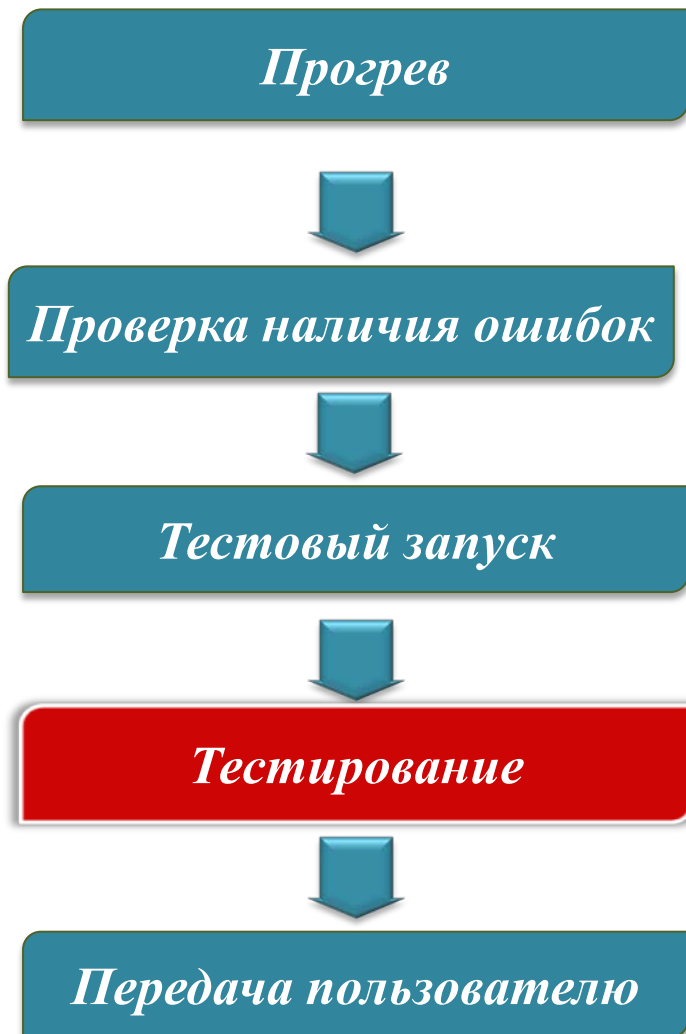 Прогрев
Проверка наличия ошибок
Тестовый запуск
Тестирование
Передача пользователю